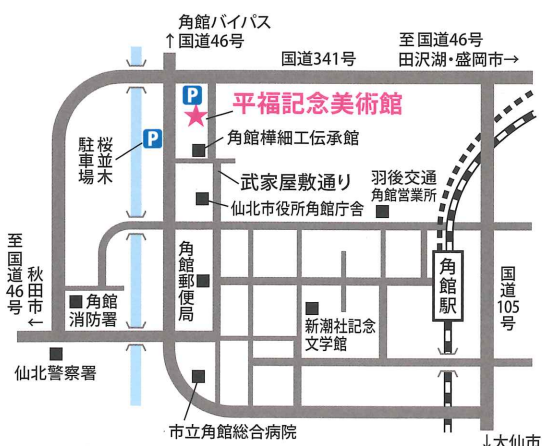 角館バイパス
↑国道46号
国道341号
至国道46号
田沢湖・盛岡市→
P
平福記念美術館
P
桜並木
駐車場
角館樺細工伝承館
武家屋敷通り
仙北市役所角館庁舎
羽後交通
角館営業所
至国道46号
秋田市←
角館
消防署
角館郵便局
角館駅
国道105号
新潮社記念
文学館
仙北警察署
市立角館総合病院
↓大仙市